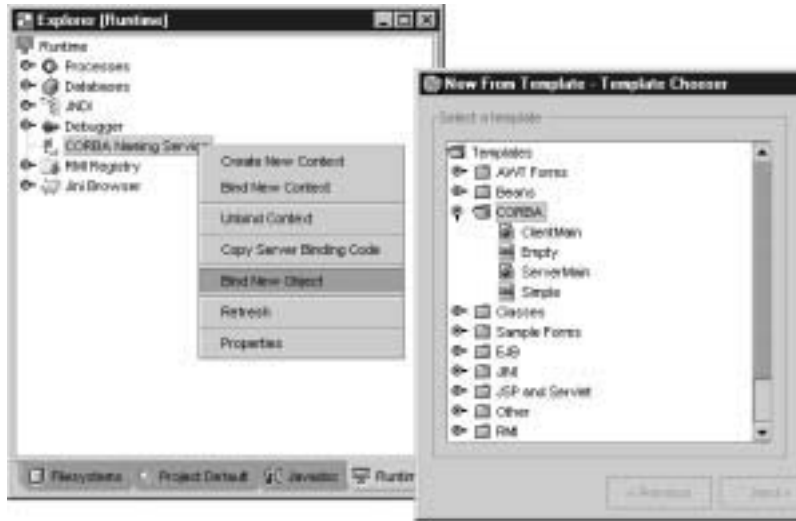 Explorer [Runtime]
Runtime
Processes
Databases
JNDI
Debugger
CORBA Naming Service
RMI Registry
Jini Browser
Create New Context
Bind New Context
Unbind Context
Copy Server Binding Code
Bind New Object
Refresh
Properties
Filesystems
Project Default
Javadoc
Runtim
New From Template - Template Chooser
Select a template
Templates
AWT Forms
Beans
CORBA
ClientMain
Empty
ServerMain
Simple
Classes
Sample Forms
EJB
JINI
JSP and Servlet
Other
RMI
< Previous
Next >